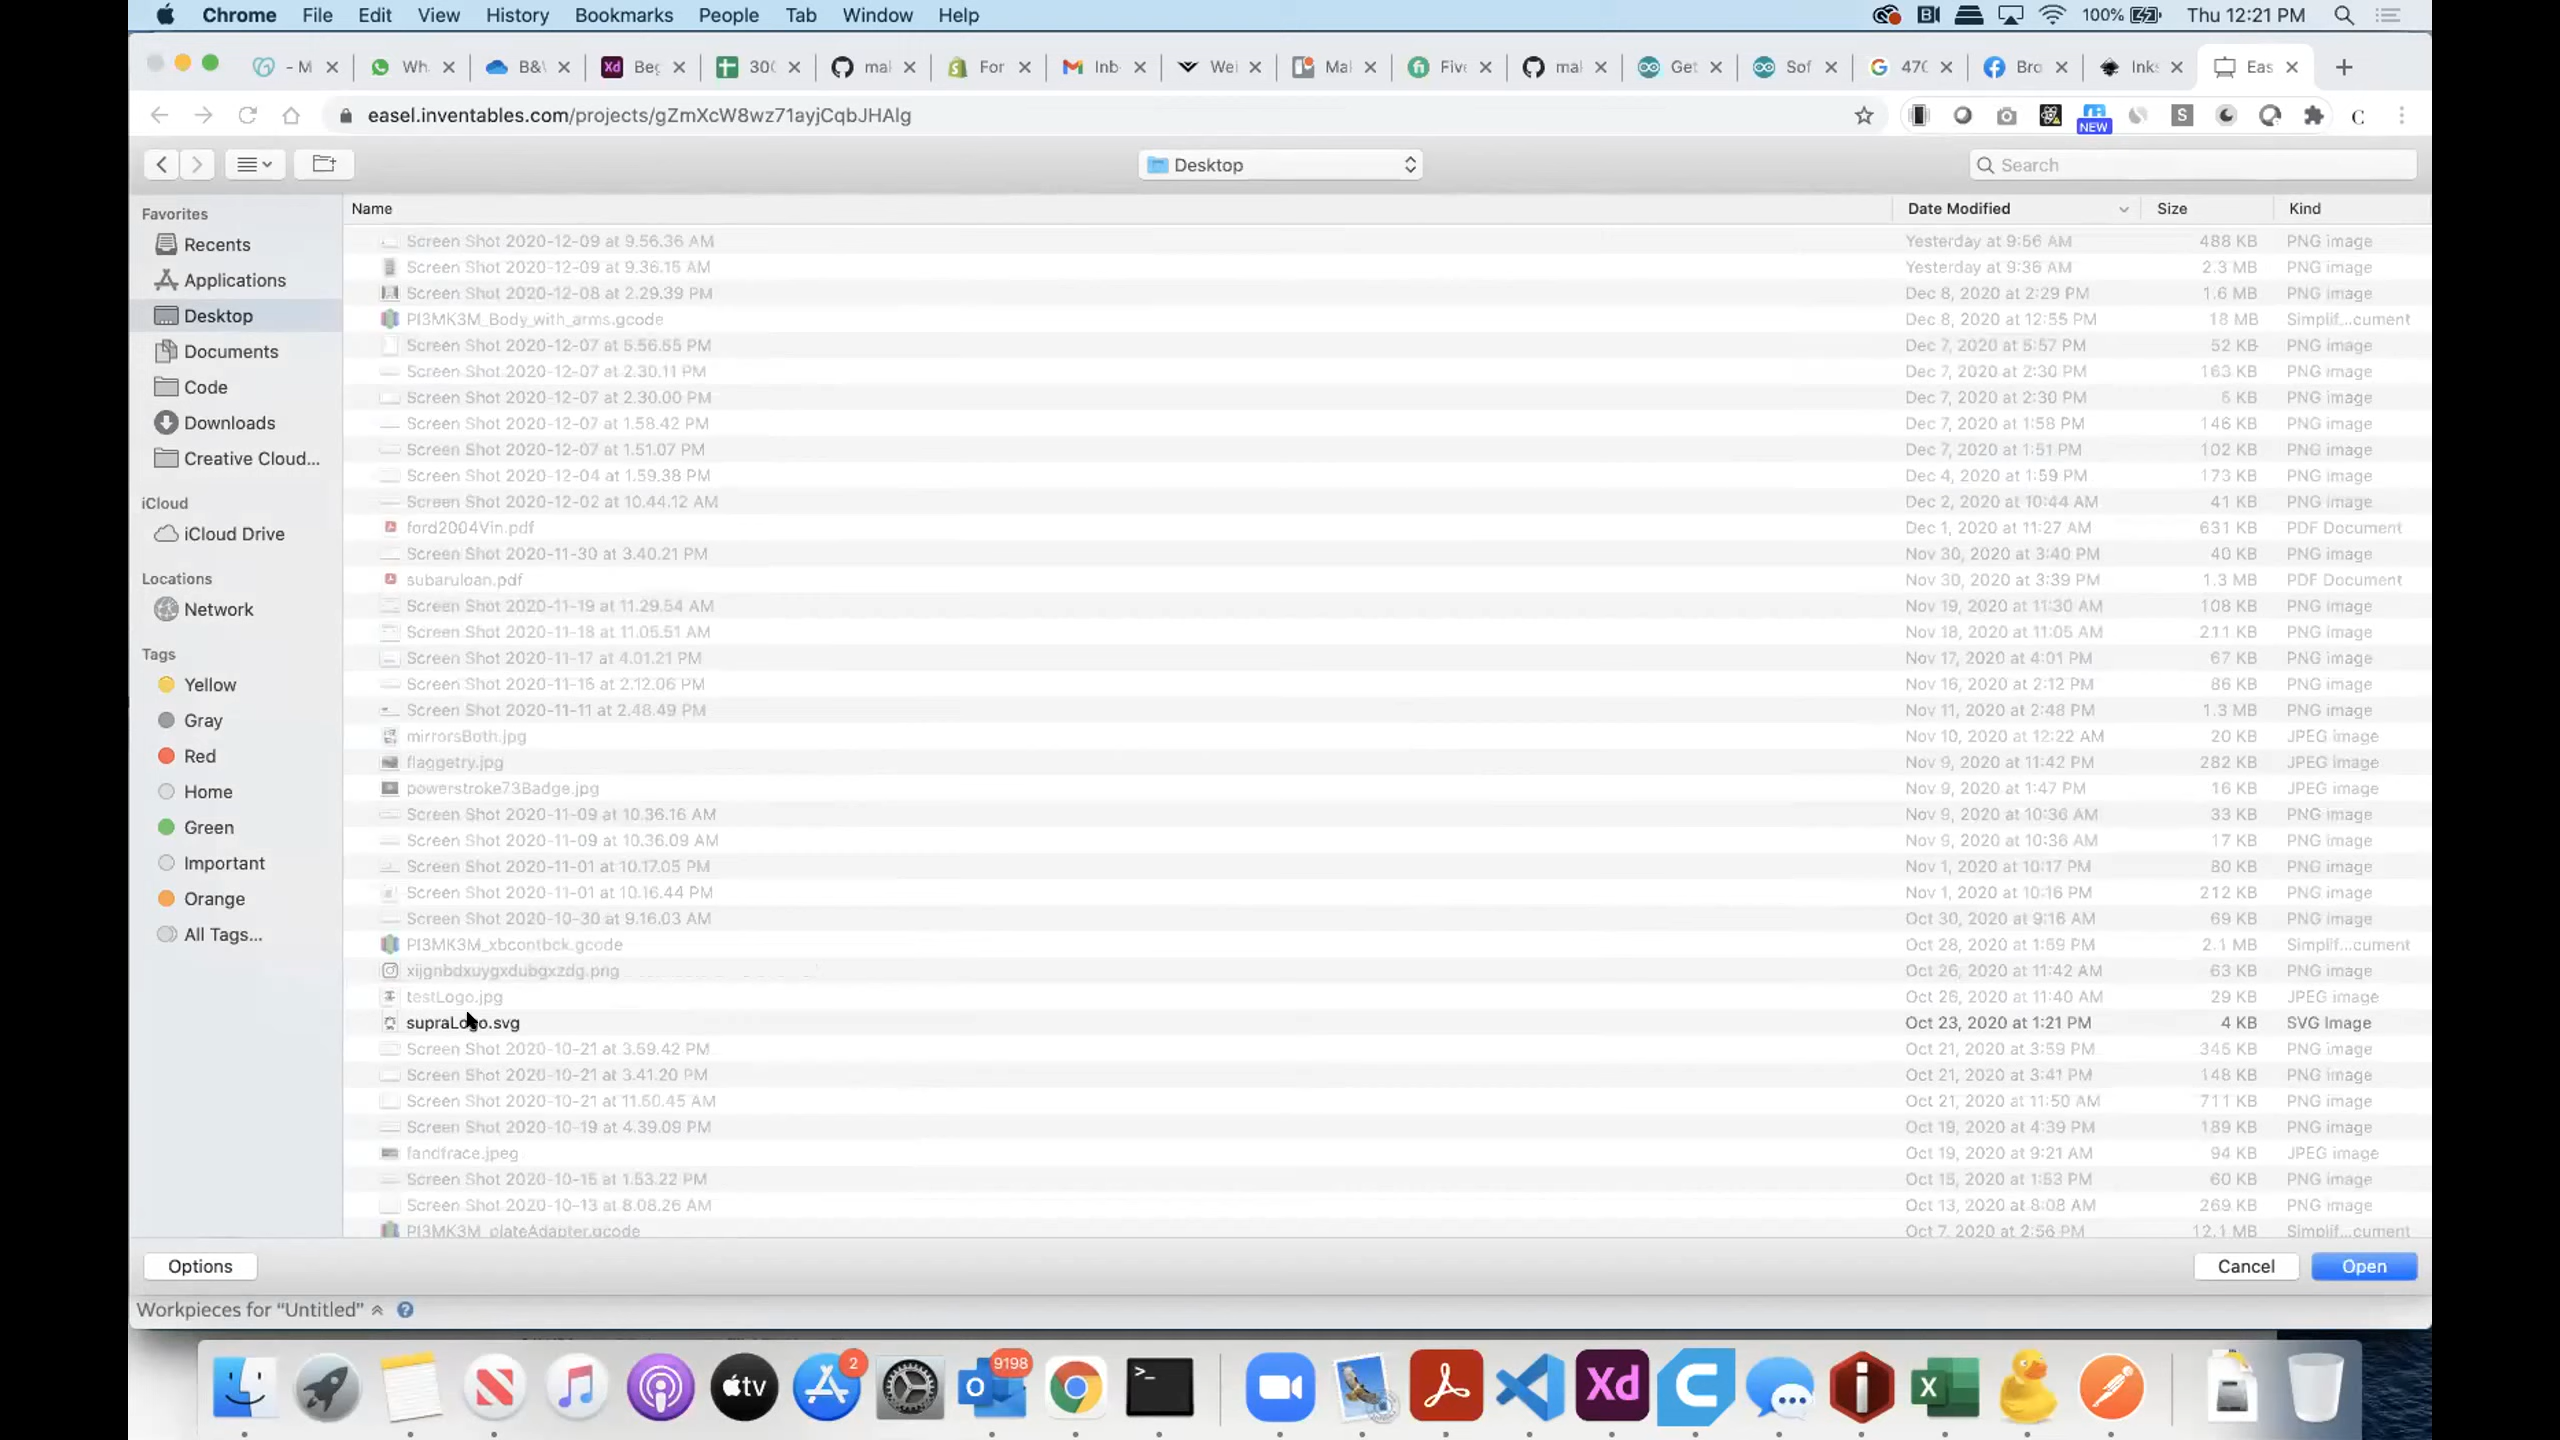 Chrome File Edit View History Bookmarks People Tab Window Help 100% Thu 12:21 PM
- M Wh B&\ Xd Beg 30( mal For Inb Wei Mal Five mal Get Sof 47( Bro Inks Eas
easel.inventables.com/projects/gZmXcW8wz71ayjCqbJHAlg S NEW C
Desktop Search
Name Date Modified Size Kind
Favorites
Recents
Applications
Desktop
Documents
Code
Downloads
Creative Cloud...
iCloud
iCloud Drive
Locations
Network
Tags
Yellow
Gray
Red
Home
Green
Important
Orange
All Tags...
Screen Shot 2020-12-09 at 9.56.36 AM Yesterday at 9:56 AM 488 KB PNG image
Screen Shot 2020-12-09 at 9.36.15 AM Yesterday at 9:36 AM 2.3 MB PNG image
Screen Shot 2020-12-08 at 2.29.39 PM Dec 8, 2020 at 2:29 PM 1.6 MB PNG image
PI3MK3M_Body_with_arms.gcode Dec 8, 2020 at 12:55 PM 18 MB Simplif...cument
Screen Shot 2020-12-07 at 5.56.55 PM Dec 7, 2020 at 5:57 PM 52 KB PNG image
Screen Shot 2020-12-07 at 2.30.11 PM Dec 7, 2020 at 2:30 PM 163 KB PNG image
Screen Shot 2020-12-07 at 2.30.00 PM Dec 7, 2020 at 2:30 PM 6 KB PNG image
Screen Shot 2020-12-07 at 1.58.42 PM Dec 7, 2020 at 1:58 PM 146 KB PNG image
Screen Shot 2020-12-07 at 1.51.07 PM Dec 7, 2020 at 1:51 PM 102 KB PNG image
Screen Shot 2020-12-04 at 1.59.38 PM Dec 4, 2020 at 1:59 PM 173 KB PNG image
Screen Shot 2020-12-02 at 10.44.12 AM Dec 2, 2020 at 10:44 AM 41 KB PNG image
ford2004Vin.pdf Dec 1, 2020 at 11:27 AM 631 KB PDF Document
Screen Shot 2020-11-30 at 3.40.21 PM Nov 30, 2020 at 3:40 PM 40 KB PNG image
subaruloan.pdf Nov 30, 2020 at 3:39 PM 1.3 MB PDF Document
Screen Shot 2020-11-19 at 11.29.54 AM Nov 19, 2020 at 11:30 AM 108 KB PNG image
Screen Shot 2020-11-18 at 11.05.51 AM Nov 18, 2020 at 11:05 AM 211 KB PNG image
Screen Shot 2020-11-17 at 4.01.21 PM Nov 17, 2020 at 4:01 PM 67 KB PNG image
Screen Shot 2020-11-16 at 2.12.06 PM Nov 16, 2020 at 2:12 PM 86 KB PNG image
Screen Shot 2020-11-11 at 2.48.49 PM Nov 11, 2020 at 2:48 PM 1.3 MB PNG image
mirrorsBoth.jpg Nov 10, 2020 at 12:22 AM 20 KB JPEG image
flaggetry.jpg Nov 9, 2020 at 11:42 PM 282 KB JPEG image
powerstroke73Badge.jpg Nov 9, 2020 at 1:47 PM 16 KB JPEG image
Screen Shot 2020-11-09 at 10.36.16 AM Nov 9, 2020 at 10:36 AM 33 KB PNG image
Screen Shot 2020-11-09 at 10.36.09 AM Nov 9, 2020 at 10:36 AM 17 KB PNG image
Screen Shot 2020-11-01 at 10.17.05 PM Nov 1, 2020 at 10:17 PM 80 KB PNG image
Screen Shot 2020-11-01 at 10.16.44 PM Nov 1, 2020 at 10:16 PM 212 KB PNG image
Screen Shot 2020-10-30 at 9.16.03 AM Oct 30, 2020 at 9:16 AM 69 KB PNG image
PI3MK3M_xbcontbck.gcode Oct 28, 2020 at 1:59 PM 2.1 MB Simplif...cument
xijgnbdxuygxdubgxzdg.png Oct 26, 2020 at 11:42 AM 63 KB PNG image
testLogo.jpg Oct 26, 2020 at 11:40 AM 29 KB JPEG image
supraLogo.svg Oct 23, 2020 at 1:21 PM 4 KB SVG Image
Screen Shot 2020-10-21 at 3.59.42 PM Oct 21, 2020 at 3:59 PM 345 KB PNG image
Screen Shot 2020-10-21 at 3.41.20 PM Oct 21, 2020 at 3:41 PM 148 KB PNG image
Screen Shot 2020-10-21 at 11.50.45 AM Oct 21, 2020 at 11:50 AM 711 KB PNG image
Screen Shot 2020-10-19 at 4.39.09 PM Oct 19, 2020 at 4:39 PM 189 KB PNG image
fandfrace.jpeg Oct 19, 2020 at 9:21 AM 94 KB JPEG image
Screen Shot 2020-10-15 at 1.53.22 PM Oct 15, 2020 at 1:53 PM 60 KB PNG image
Screen Shot 2020-10-13 at 8.08.26 AM Oct 13, 2020 at 8:08 AM 269 KB PNG image
PI3MK3M_plateAdapter.gcode Oct 7, 2020 at 2:56 PM 12.1 MB Simplif...cument
Options Cancel Open
Workpieces for "Untitled" ?
tv 2 9198 Xd